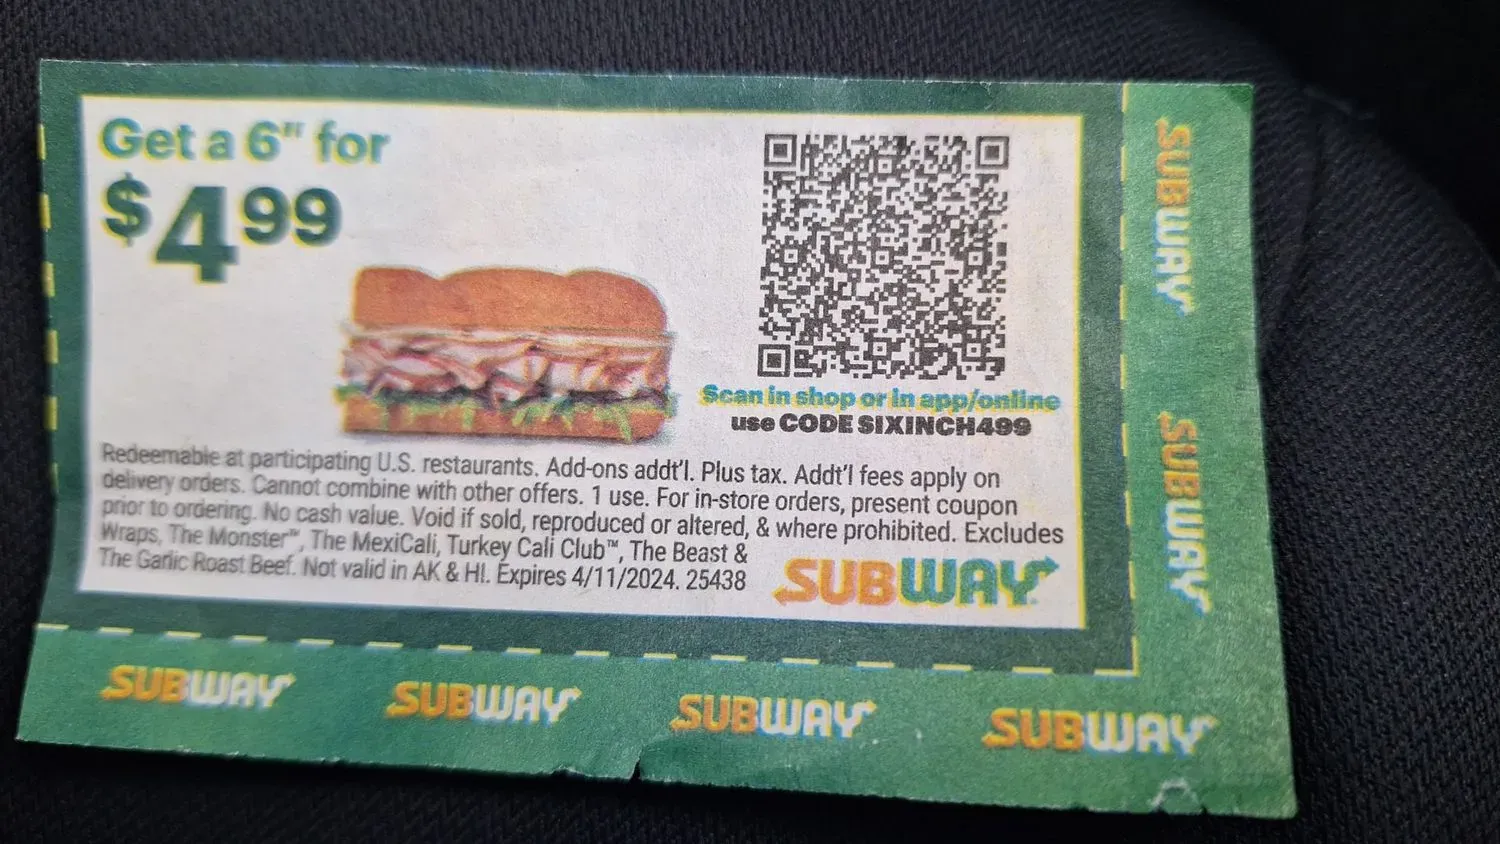 Get a 6" for
$499
Scan in shop or in app/online
use CODE SIXINCH499
Redeemable at participating U.S. restaurants. Add-ons addt'l. Plus tax. Addt'l fees apply on
delivery orders. Cannot combine with other offers. 1 use. For in-store orders, present coupon
prior to ordering. No cash value. Void if sold, reproduced or altered, & where prohibited. Excludes
Wraps, The Monster™, The MexiCali, Turkey Cali Club™, The Beast &
The Garlic Roast Beef. Not valid in AK & HI. Expires 4/11/2024. 25438
SUBWAY
SUBWAY
SUBWAY
SUBWAY SUBWAY SUBWAY SUBWAY